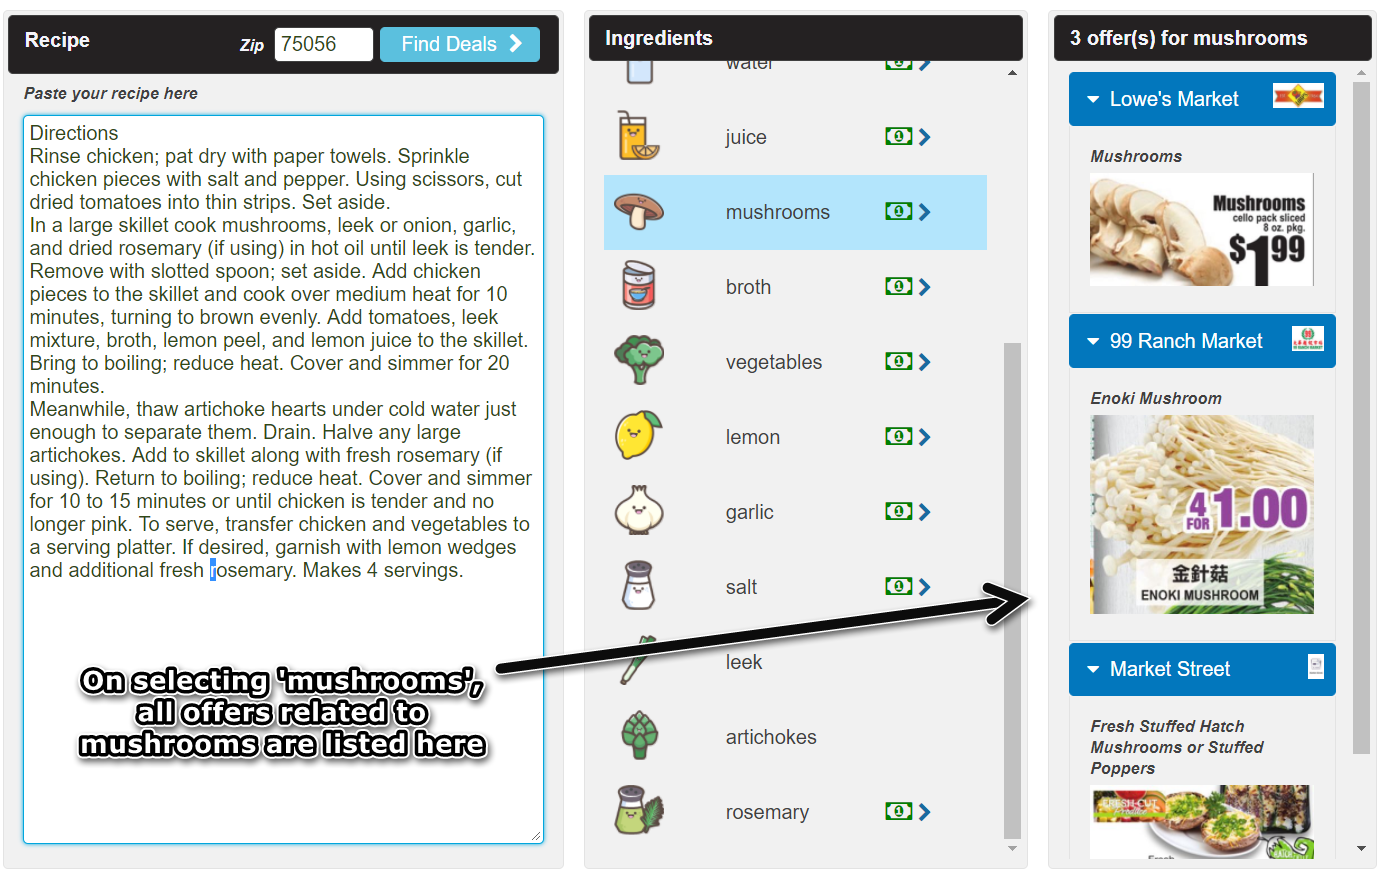 Recipe
Zip
75056
Find Deals
Paste your recipe here
Directions
Rinse chicken; pat dry with paper towels. Sprinkle
chicken pieces with salt and pepper. Using scissors, cut
dried tomatoes into thin strips. Set aside.
In a large skillet cook mushrooms, leek or onion, garlic,
and dried rosemary (if using) in hot oil until leek is tender.
Remove with slotted spoon; set aside. Add chicken
pieces to the skillet and cook over medium heat for 10
minutes, turning to brown evenly. Add tomatoes, leek
mixture, broth, lemon peel, and lemon juice to the skillet.
Bring to boiling; reduce heat. Cover and simmer for 20
minutes.
Meanwhile, thaw artichoke hearts under cold water just
enough to separate them. Drain. Halve any large
artichokes. Add to skillet along with fresh rosemary (if
using). Return to boiling; reduce heat. Cover and simmer
for 10 to 15 minutes or until chicken is tender and no
longer pink. To serve, transfer chicken and vegetables to
a serving platter. If desired, garnish with lemon wedges
and additional fresh rosemary. Makes 4 servings.
On selecting 'mushrooms',
all offers related to
mushrooms are listed here
Ingredients
water
juice
mushrooms
broth
vegetables
lemon
garlic
salt
leek
artichokes
rosemary
3 offer(s) for mushrooms
Lowe's Market
Mushrooms
Mushrooms
cello pack sliced
8 oz. pkg.
$1.99
99 Ranch Market
Enoki Mushroom
4 FOR 1.00
金針菇
ENOKI MUSHROOM
Market Street
Fresh Stuffed Hatch
Mushrooms or Stuffed
Poppers
FRESH-CUT
Fresh